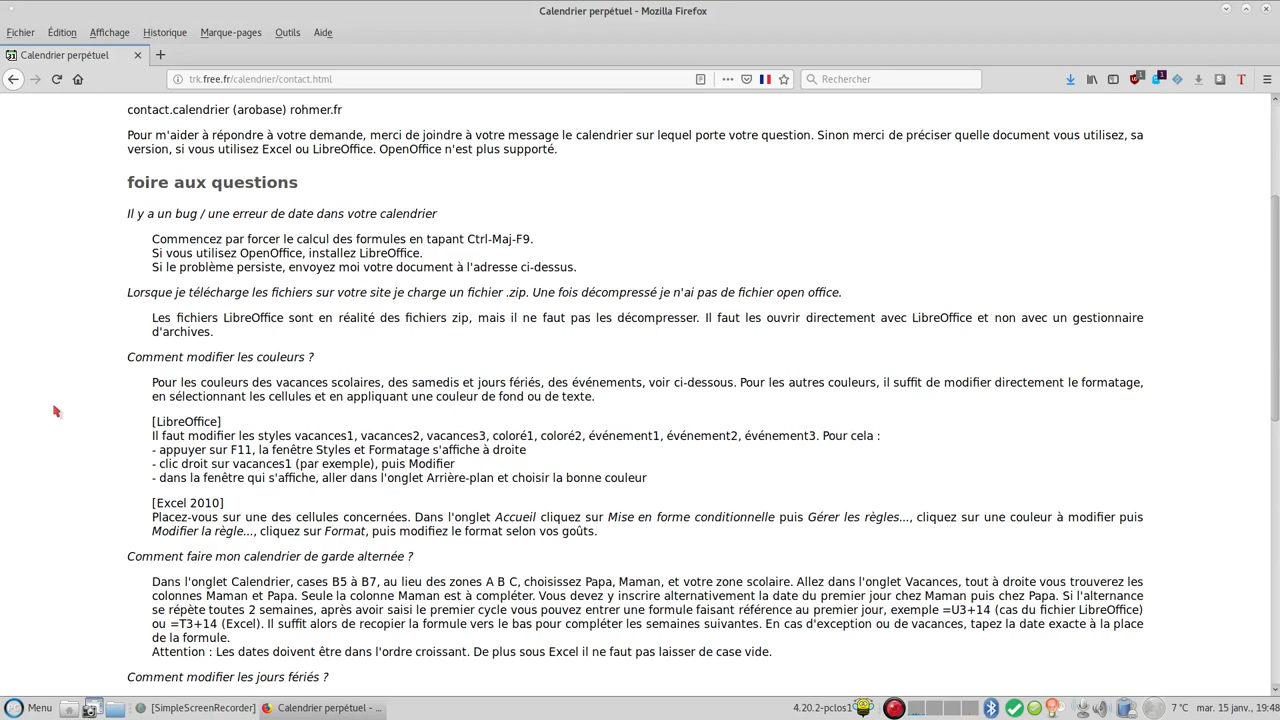 Calendrier perpétuel - Mozilla Firefox
Fichier Édition Affichage Historique Marque-pages Outils Aide
Calendrier perpétuel
trk.free.fr/calendrier/contact.html
Rechercher
contact.calendrier (arobase) rohmer.fr
Pour m'aider à répondre à votre demande, merci de joindre à votre message le calendrier sur lequel porte votre question. Sinon merci de préciser quelle document vous utilisez, sa
version, si vous utilisez Excel ou LibreOffice. OpenOffice n'est plus supporté.
foire aux questions
Il y a un bug / une erreur de date dans votre calendrier
Commencez par forcer le calcul des formules en tapant Ctrl-Maj-F9.
Si vous utilisez OpenOffice, installez LibreOffice.
Si le problème persiste, envoyez moi votre document à l'adresse ci-dessus.
Lorsque je télécharge les fichiers sur votre site je charge un fichier .zip. Une fois décompressé je n'ai pas de fichier open office.
Les fichiers LibreOffice sont en réalité des fichiers zip, mais il ne faut pas les décompresser. Il faut les ouvrir directement avec LibreOffice et non avec un gestionnaire
d'archives.
Comment modifier les couleurs ?
Pour les couleurs des vacances scolaires, des samedis et jours fériés, des événements, voir ci-dessous. Pour les autres couleurs, il suffit de modifier directement le formatage,
en sélectionnant les cellules et en appliquant une couleur de fond ou de texte.
[LibreOffice]
Il faut modifier les styles vacances1, vacances2, vacances3, coloré1, coloré2, événement1, événement2, événement3. Pour cela :
- appuyer sur F11, la fenêtre Styles et Formatage s'affiche à droite
- clic droit sur vacances1 (par exemple), puis Modifier
- dans la fenêtre qui s'affiche, aller dans l'onglet Arrière-plan et choisir la bonne couleur
[Excel 2010]
Placez-vous sur une des cellules concernées. Dans l'onglet Accueil cliquez sur Mise en forme conditionnelle puis Gérer les règles..., cliquez sur une couleur à modifier puis
Modifier la règle..., cliquez sur Format, puis modifiez le format selon vos goûts.
Comment faire mon calendrier de garde alternée ?
Dans l'onglet Calendrier, cases B5 à B7, au lieu des zones A B C, choisissez Papa, Maman, et votre zone scolaire. Allez dans l'onglet Vacances, tout à droite vous trouverez les
colonnes Maman et Papa. Seule la colonne Maman est à compléter. Vous devez y inscrire alternativement la date du premier jour chez Maman puis chez Papa. Si l'alternance
se répète toutes 2 semaines, après avoir saisi le premier cycle vous pouvez entrer une formule faisant référence au premier jour, exemple =U3+14 (cas du fichier LibreOffice)
ou =T3+14 (Excel). Il suffit alors de recopier la formule vers le bas pour compléter les semaines suivantes. En cas d'exception ou de vacances, tapez la date exacte à la place
de la formule.
Attention : Les dates doivent être dans l'ordre croissant. De plus sous Excel il ne faut pas laisser de case vide.
Comment modifier les jours fériés ?
Menu [SimpleScreenRecorder] Calendrier perpétuel - ... 4.20.2-pclos1 7 °C mar. 15 janv., 19:48